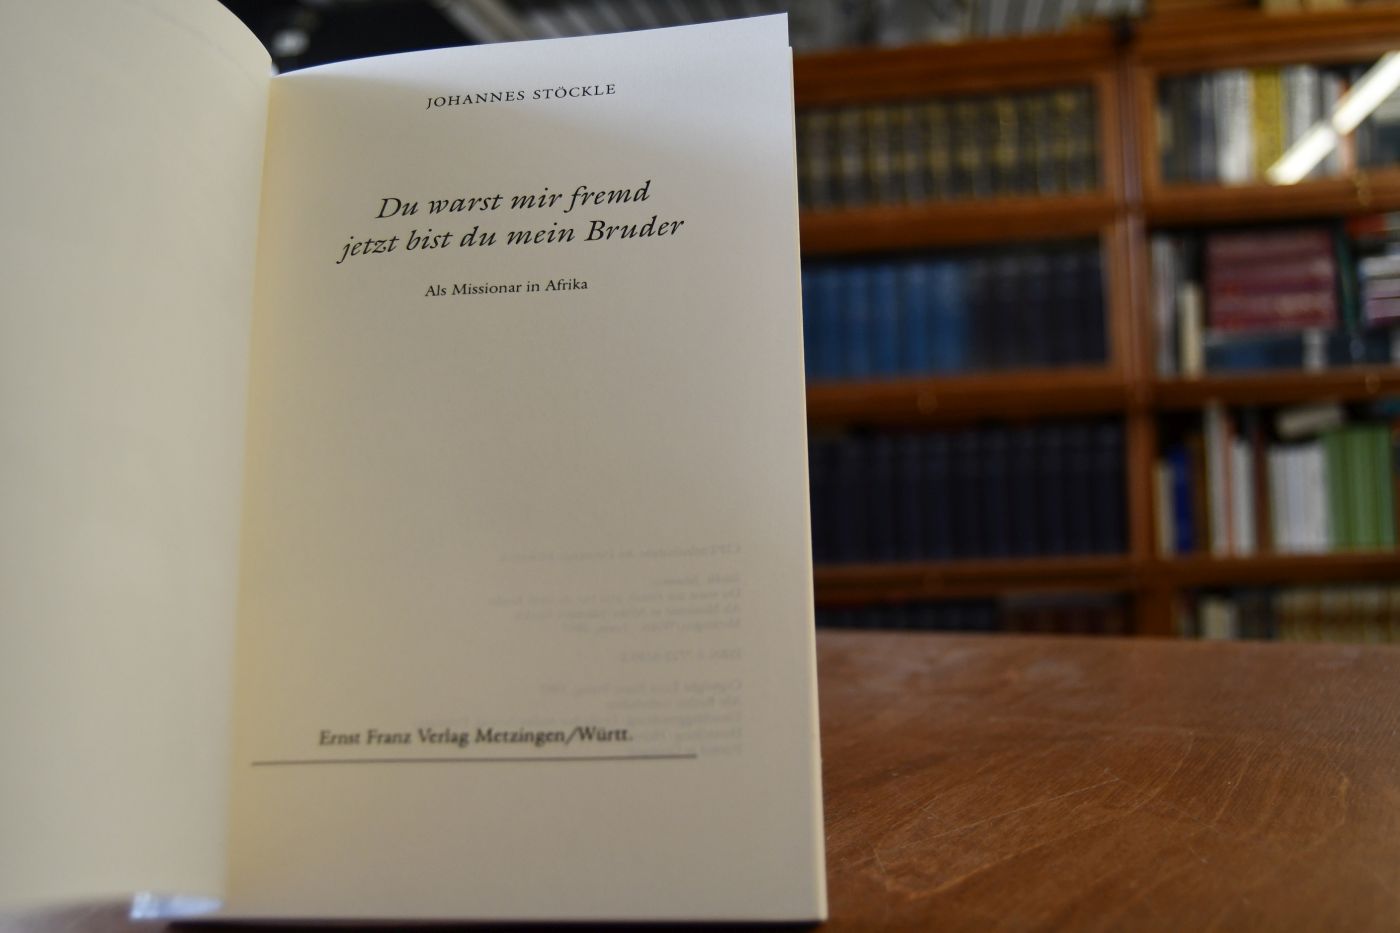 JOHANNES STÖCKLE
Du warst mir fremd
jetzt bist du mein Bruder
Als Missionar in Afrika
Ernst Franz Verlag Metzingen/Württ.